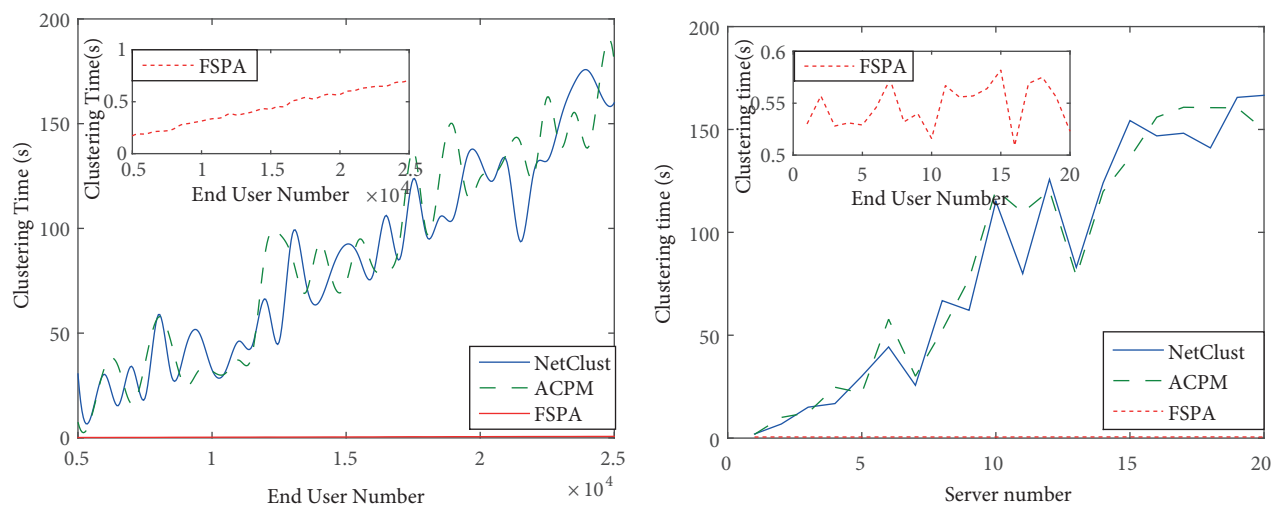 200
150
100
50
0
Clustering Time (s)
0.5
1
1.5
2
2.5
× 10^4
End User Number
Clustering Time(s)
1
0.5
0
FSPA
0.5
1
1.5
2
2.5
×10^4
End User Number
NetClust
ACPM
FSPA
200
150
100
50
0
Clustering time (s)
0
5
10
15
20
Server number
Clustering time(s)
0.6
0.55
0.5
FSPA
0
5
10
15
20
End User Number
NetClust
ACPM
FSPA